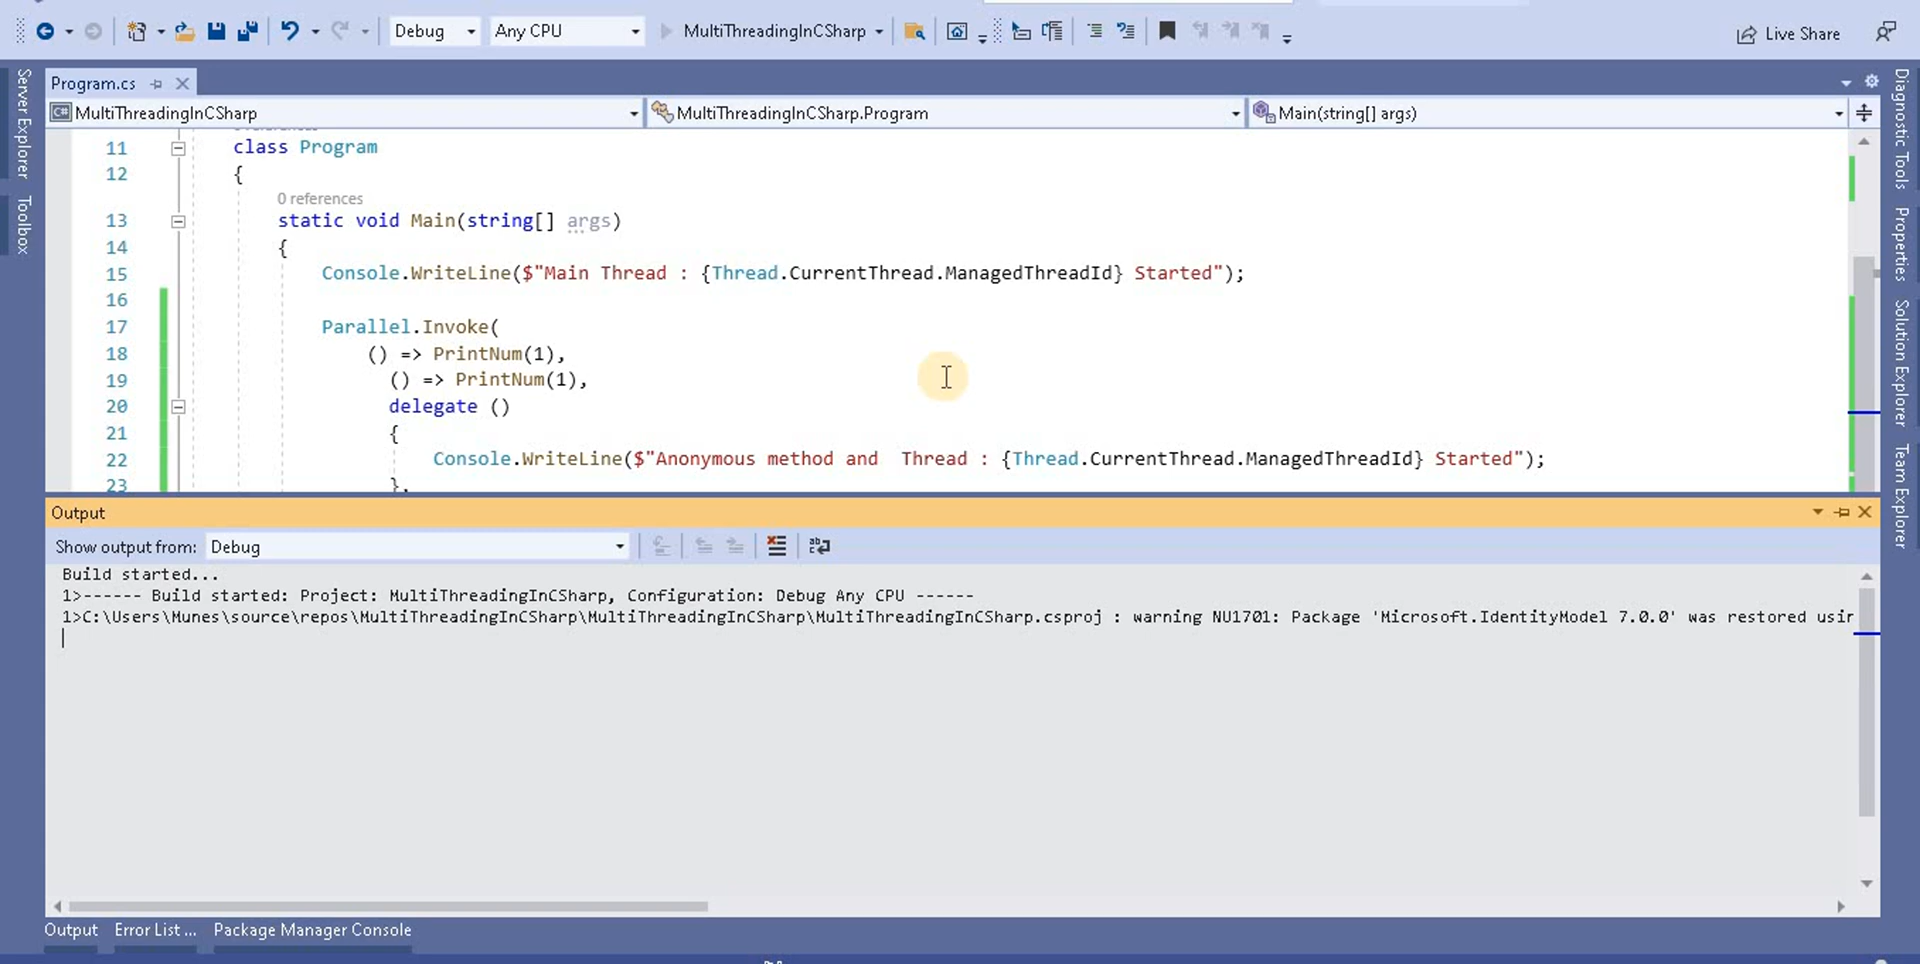 Debug Any CPU MultiThreadingInCSharp Live Share
Server Explorer
Toolbox
Program.cs
MultiThreadingInCSharp MultiThreadingInCSharp.Program Main(string[] args)
11 class Program
12 {
0 references
13 static void Main(string[] args)
14 {
15 Console.WriteLine($"Main Thread : {Thread.CurrentThread.ManagedThreadId} Started");
16
17 Parallel.Invoke(
18 () => PrintNum(1),
19 () => PrintNum(1),
20 delegate ()
21 {
22 Console.WriteLine($"Anonymous method and  Thread : {Thread.CurrentThread.ManagedThreadId} Started");
23 },
Diagnostic Tools
Properties
Solution Explorer
Team Explorer
Output
Show output from: Debug
Build started...
1>------ Build started: Project: MultiThreadingInCSharp, Configuration: Debug Any CPU ------
1>C:\Users\Munes\source\repos\MultiThreadingInCSharp\MultiThreadingInCSharp\MultiThreadingInCSharp.csproj : warning NU1701: Package 'Microsoft.IdentityModel 7.0.0' was restored usin
Output Error List ... Package Manager Console